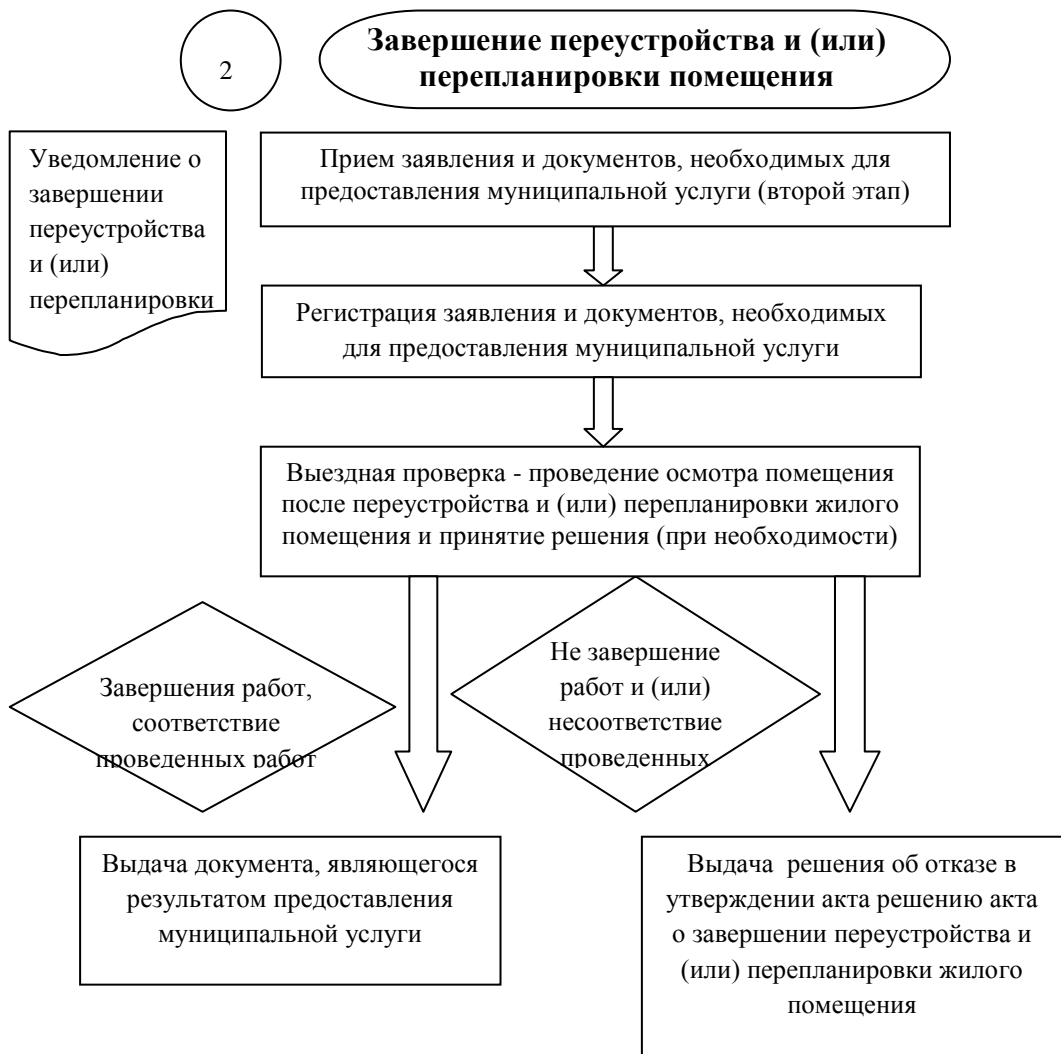 2
Завершение переустройства и (или)
перепланировки помещения
Уведомление о
завершении
переустройства
и (или)
перепланировки
Прием заявления и документов, необходимых для
предоставления муниципальной услуги (второй этап)
Регистрация заявления и документов, необходимых
для предоставления муниципальной услуги
Выездная проверка - проведение осмотра помещения
после переустройства и (или) перепланировки жилого
помещения и принятие решения (при необходимости)
Завершения работ,
соответствие
проведенных работ
Не завершение
работ и (или)
несоответствие
проведенных
Выдача документа, являющегося
результатом предоставления
муниципальной услуги
Выдача решения об отказе в
утверждении акта решению акта
о завершении переустройства и
(или) перепланировки жилого
помещения